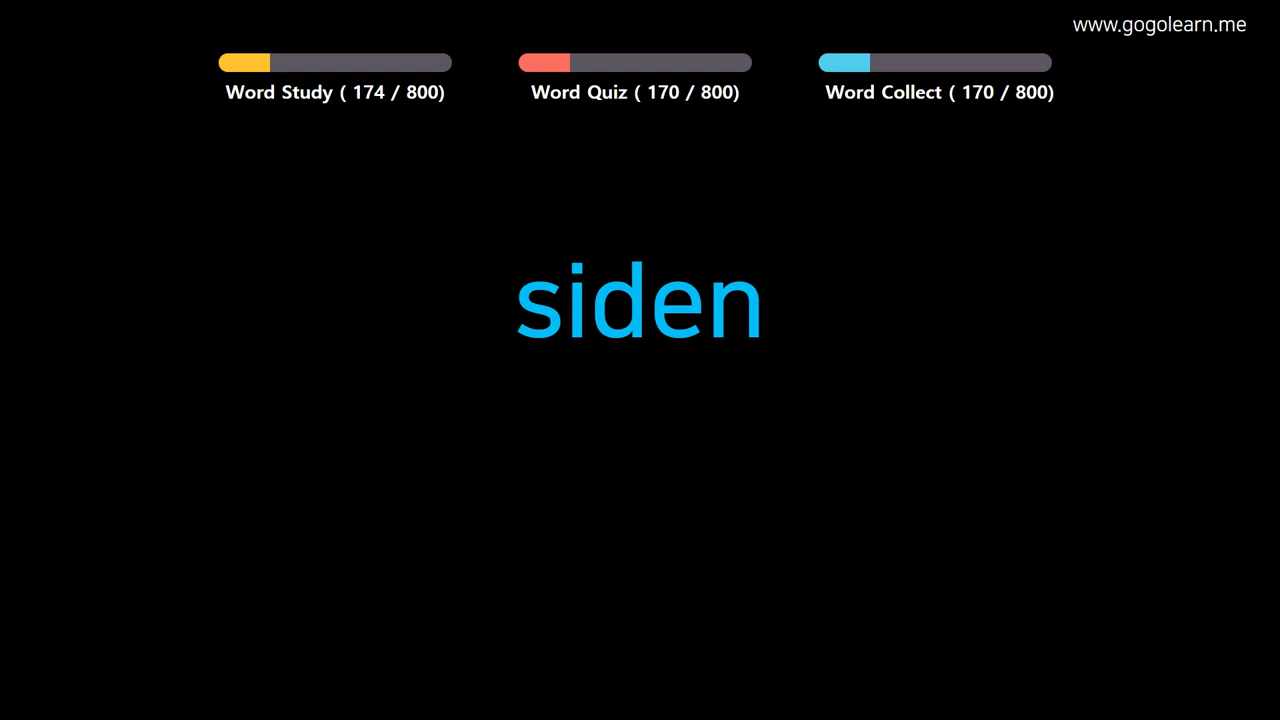 www.gogolearn.me
Word Study ( 174 / 800)
Word Quiz ( 170 / 800)
Word Collect ( 170 / 800)
siden